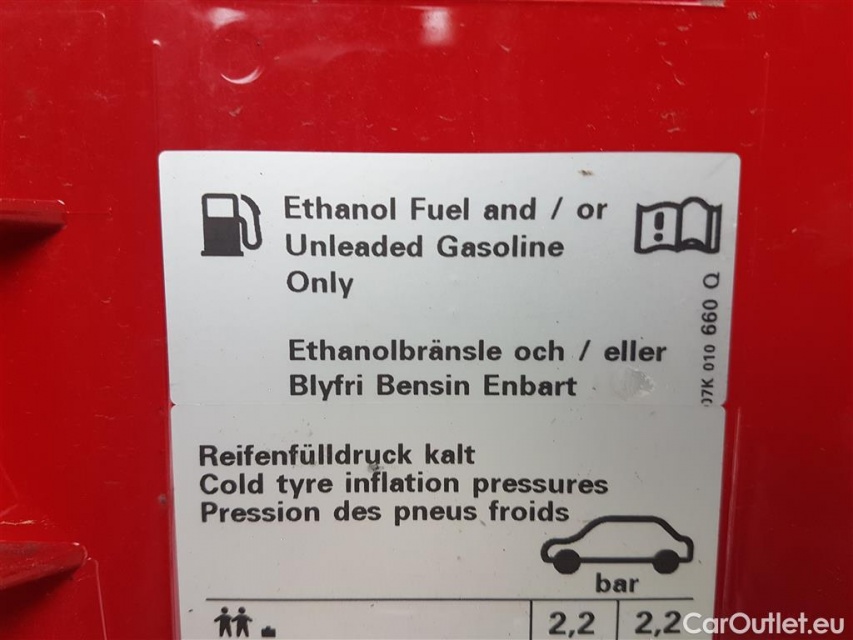 Ethanol Fuel and / or
Unleaded Gasoline
Only
Ethanolbränsle och / eller
Blyfri Bensin Enbart
07K 010 660 Q
Reifenfülldruck kalt
Cold tyre inflation pressures
Pression des pneus froids
bar
2,2 2,2
CarOutlet.eu